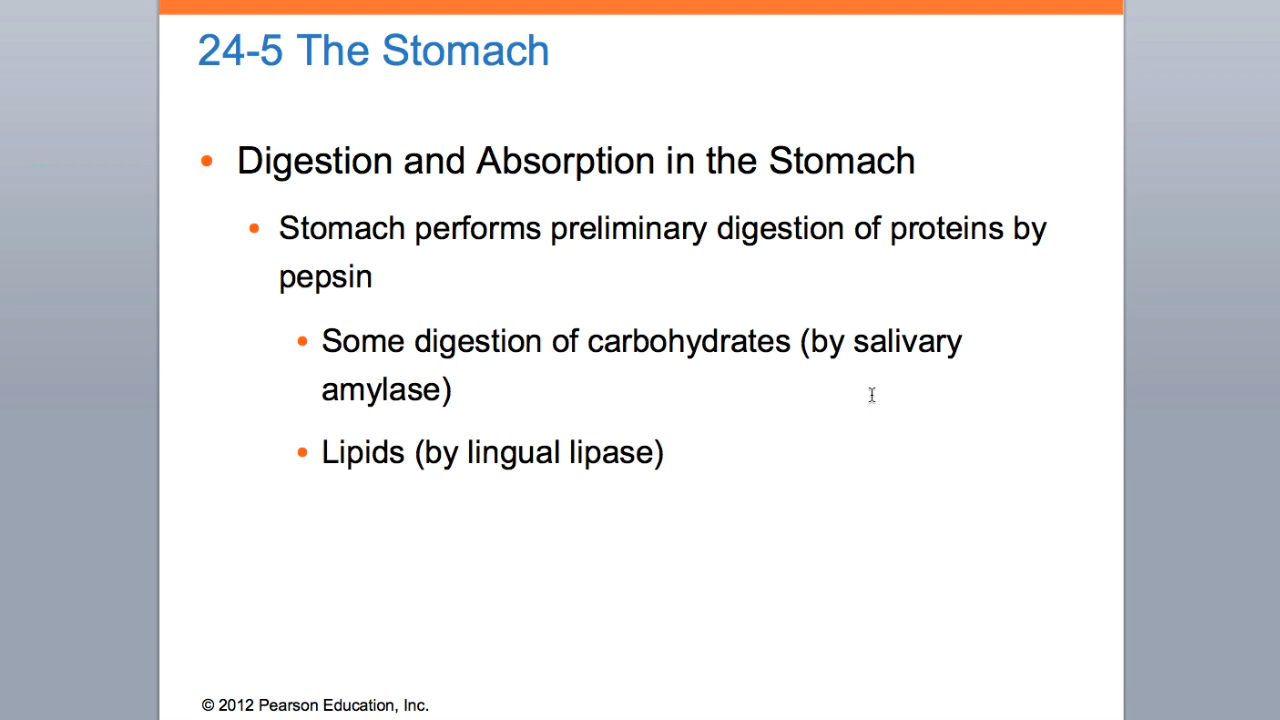 24-5 The Stomach
• Digestion and Absorption in the Stomach
• Stomach performs preliminary digestion of proteins by
pepsin
• Some digestion of carbohydrates (by salivary
amylase)
• Lipids (by lingual lipase)
© 2012 Pearson Education, Inc.